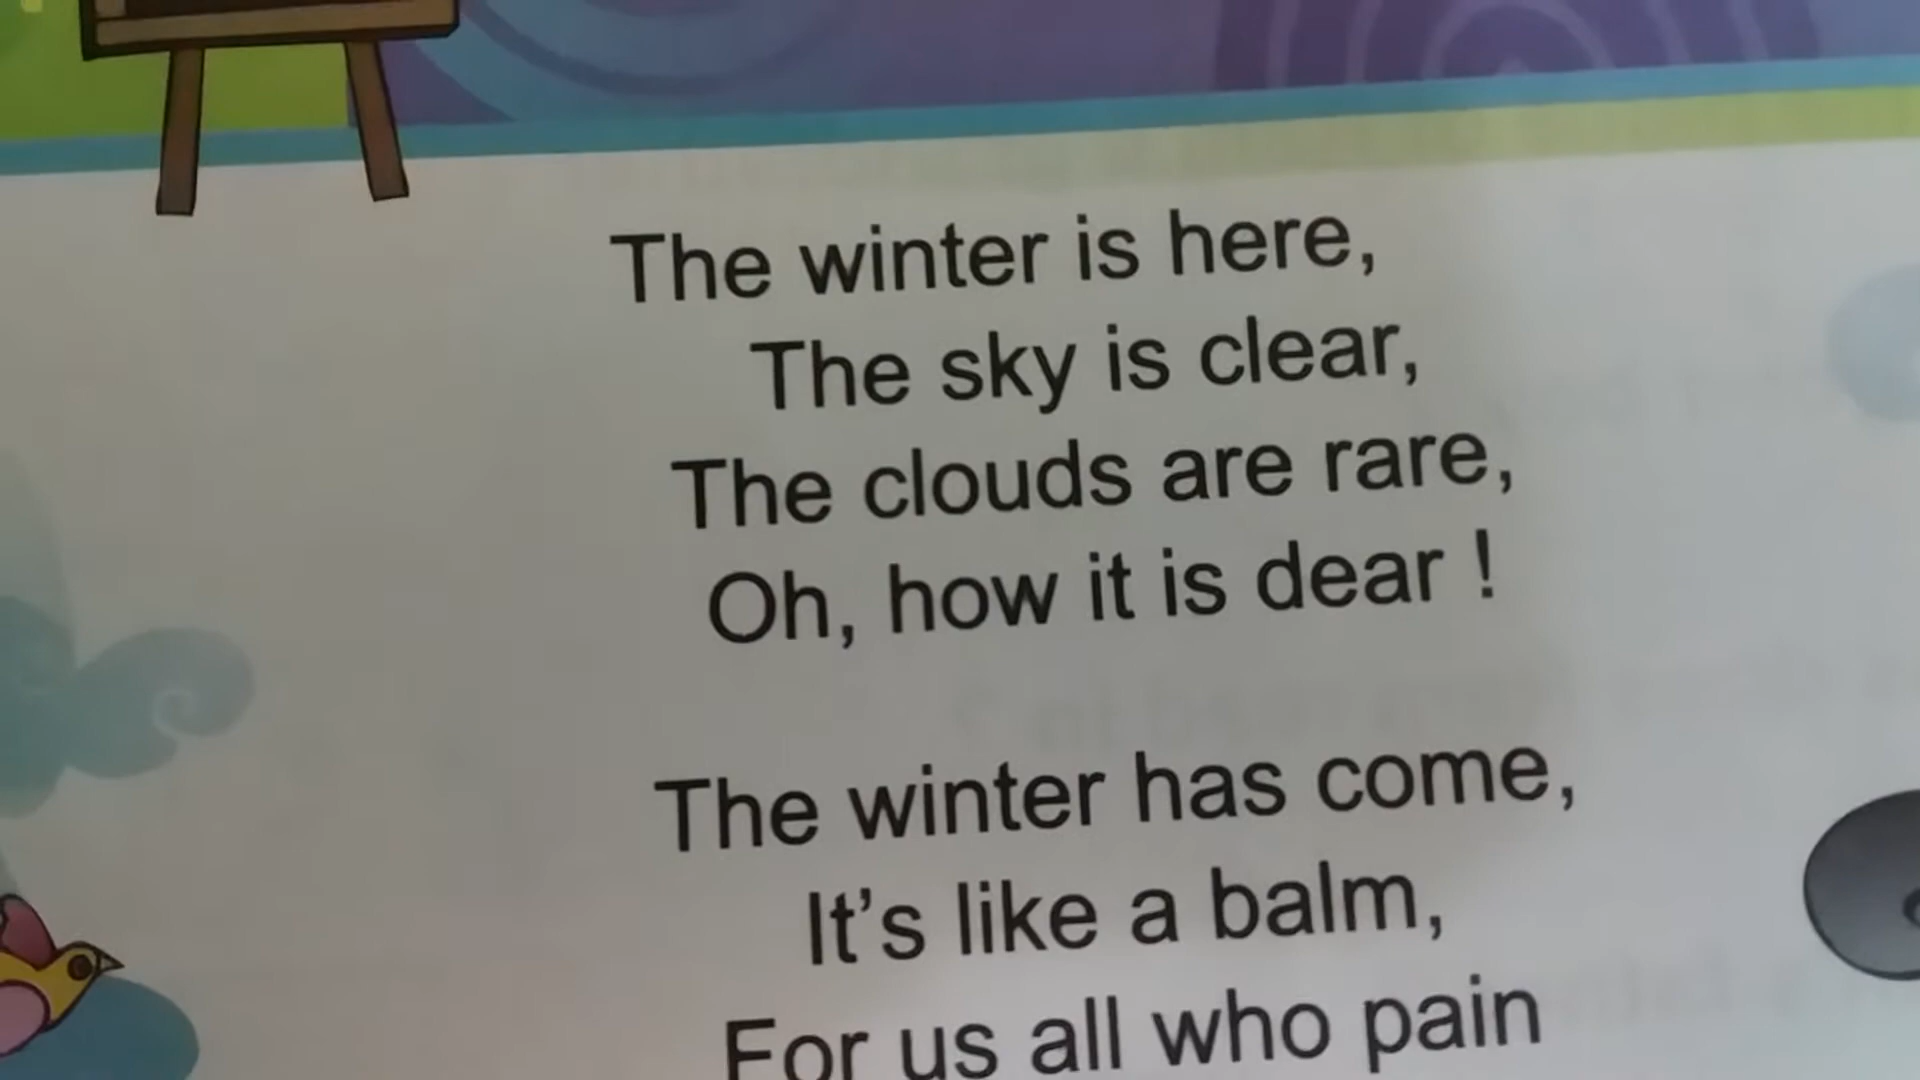 The winter is here,
The sky is clear,
The clouds are rare,
Oh, how it is dear !
The winter has come,
It's like a balm,
For us all who pain